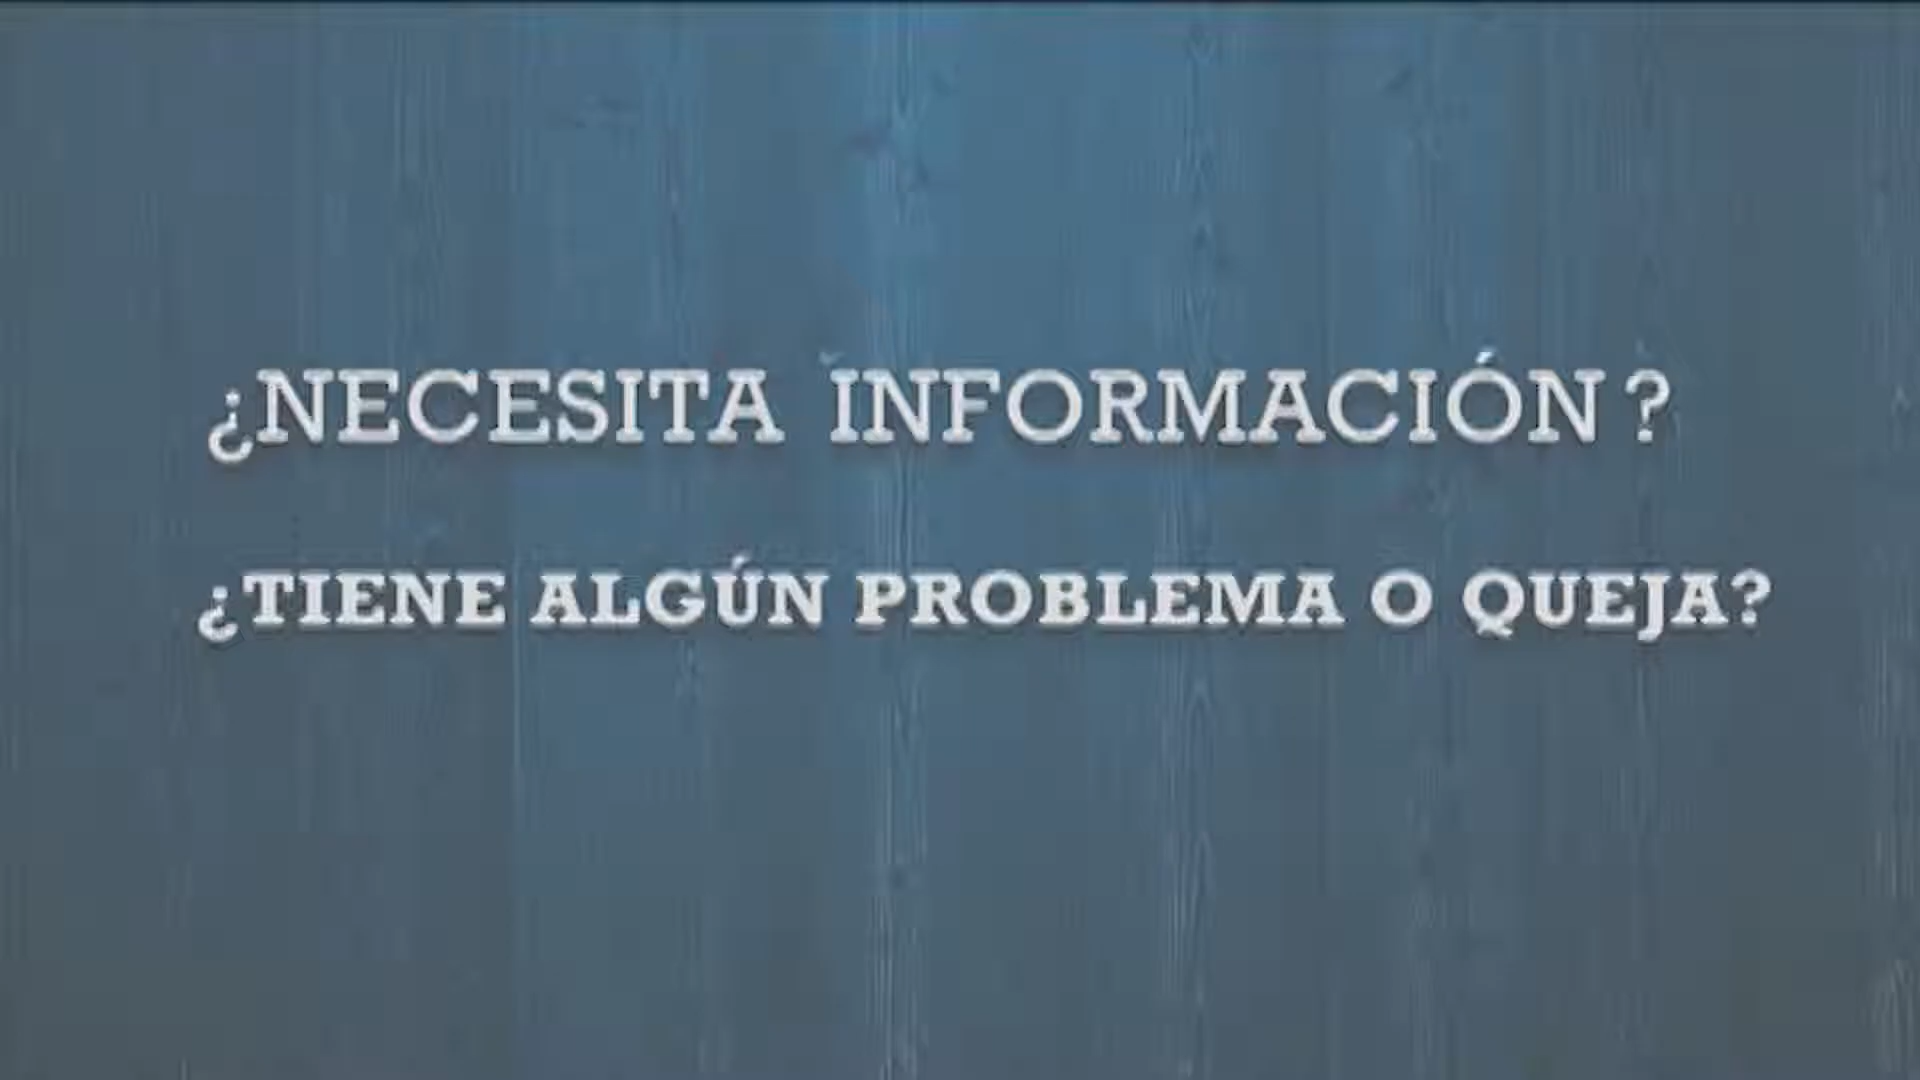 ¿NECESITA INFORMACIÓN?
¿TIENE ALGÚN PROBLEMA O QUEJA?